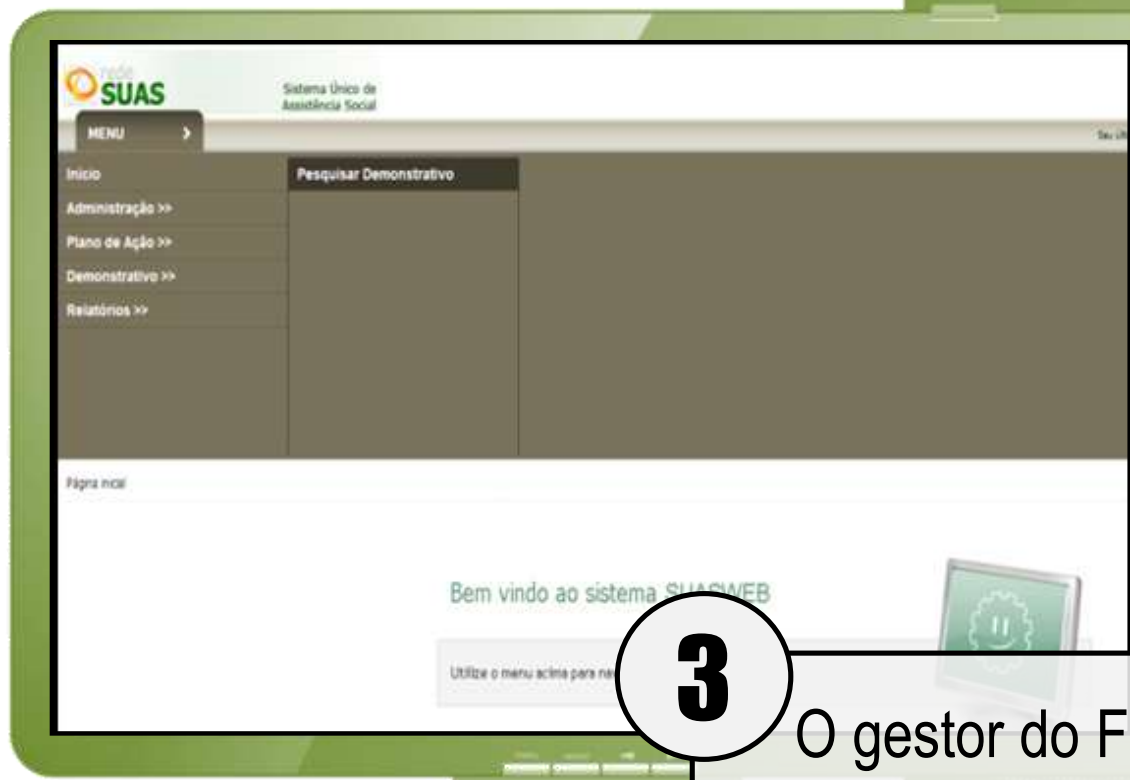 rede
SUAS
Sistema Único de
Assistência Social
MENU
Seu
Início
Pesquisar Demonstrativo
Administração >>
Plano de Ação >>
Demonstrativo >>
Relatórios >>
Página inicial
Bem vindo ao sistema SUASWEB
Utilize o menu acima para
3
O gestor do F